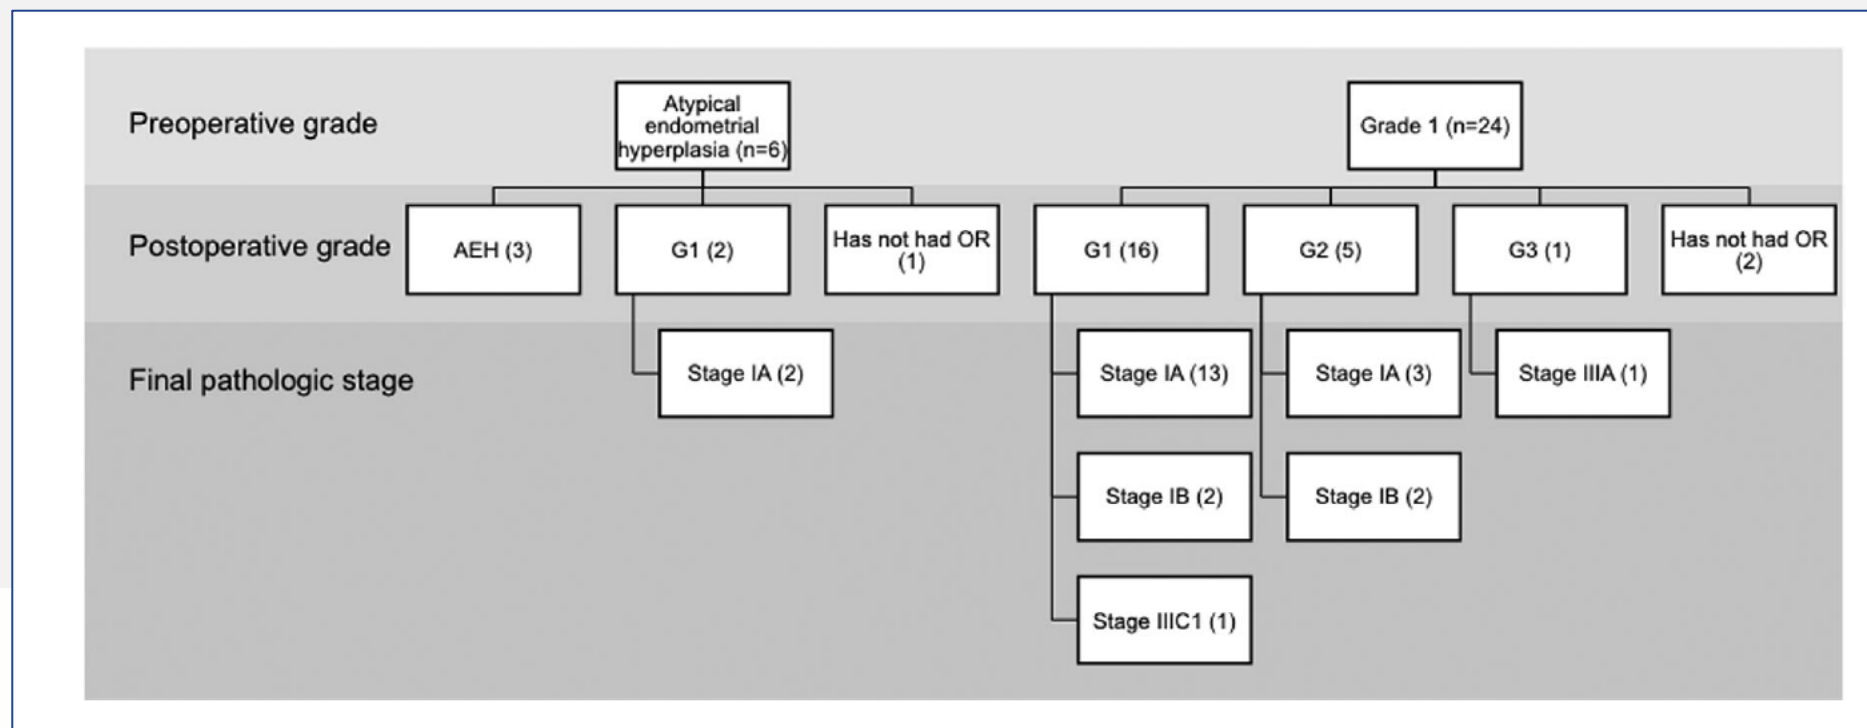 Preoperative grade
Atypical
endometrial
hyperplasia (n=6)
Grade 1 (n=24)
Postoperative grade
AEH (3)
G1 (2)
Has not had OR
(1)
G1 (16)
G2 (5)
G3 (1)
Has not had OR
(2)
Final pathologic stage
Stage IA (2)
Stage IA (13)
Stage IA (3)
Stage IIIA (1)
Stage IB (2)
Stage IB (2)
Stage IIIC1 (1)